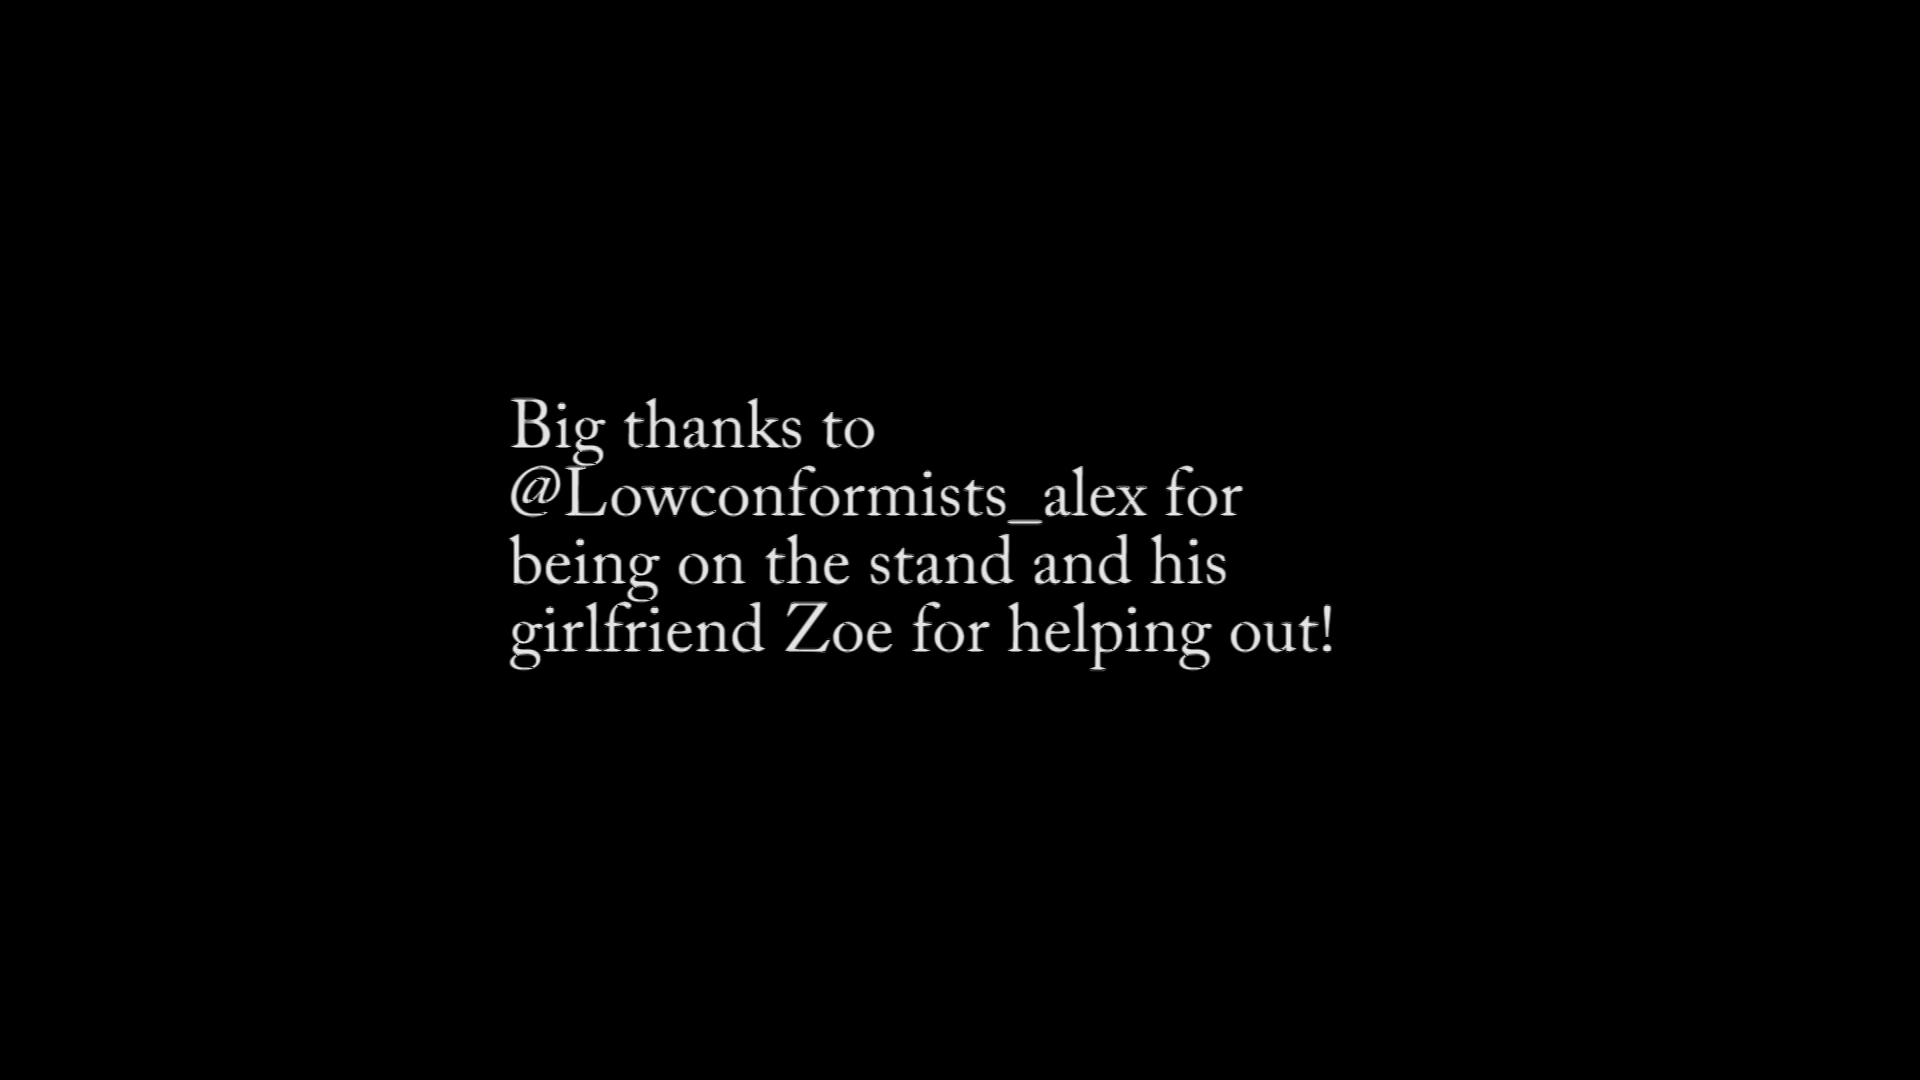 Big thanks to
@Lowconformists_alex for
being on the stand and his
girlfriend Zoe for helping out!